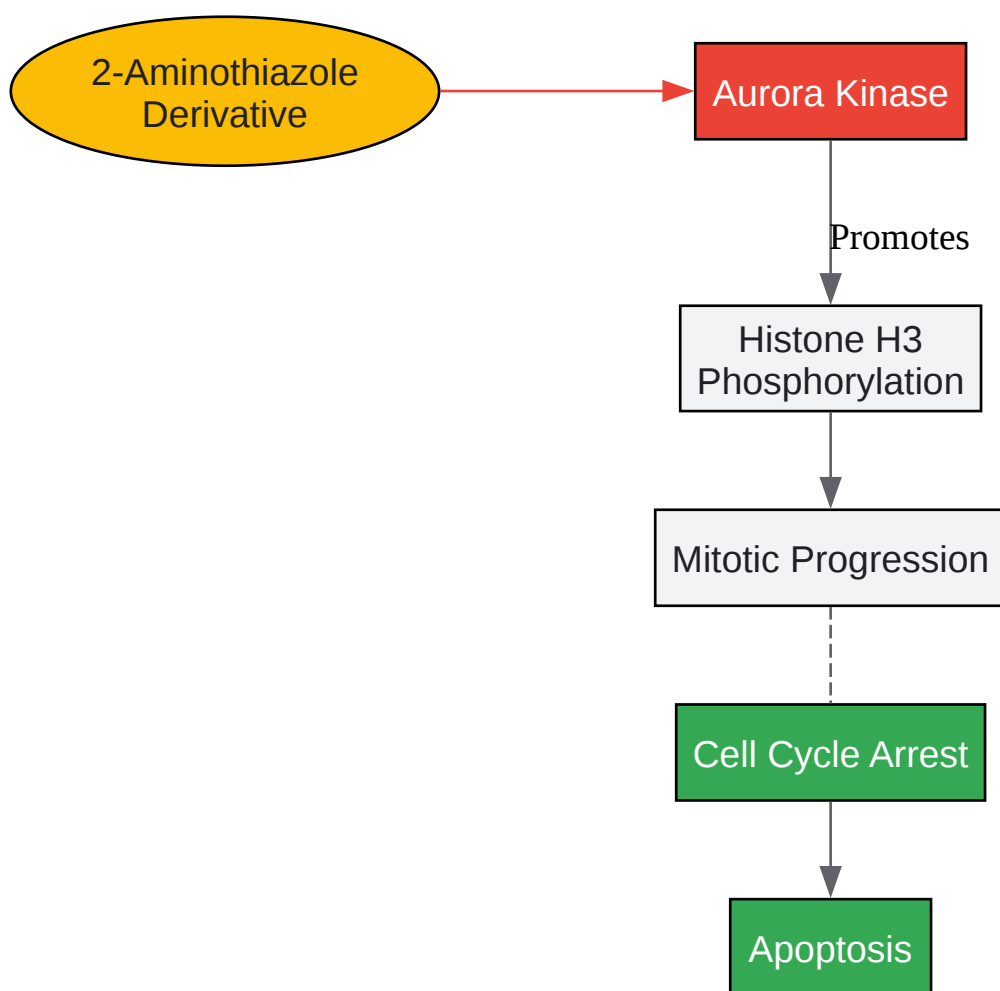 2-Aminothiazole
Derivative
Aurora Kinase
Promotes
Histone H3
Phosphorylation
Mitotic Progression
Cell Cycle Arrest
Apoptosis